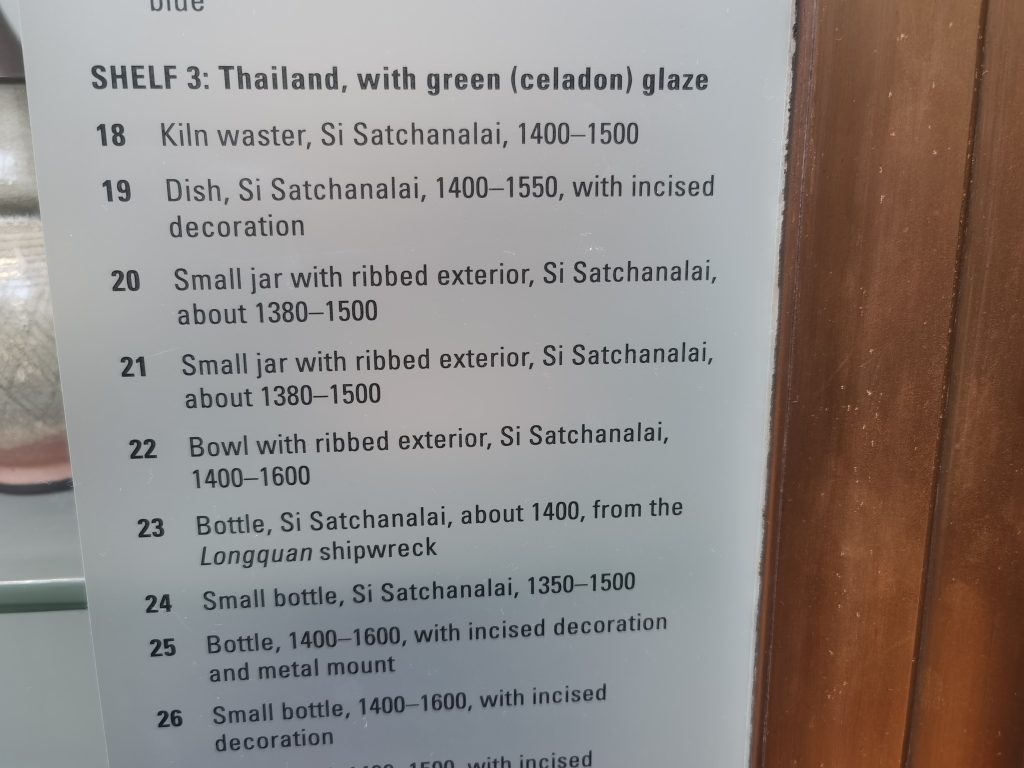 blue
SHELF 3: Thailand, with green (celadon) glaze
18 Kiln waster, Si Satchanalai, 1400–1500
19 Dish, Si Satchanalai, 1400–1550, with incised
decoration
20 Small jar with ribbed exterior, Si Satchanalai,
about 1380–1500
21 Small jar with ribbed exterior, Si Satchanalai,
about 1380–1500
22 Bowl with ribbed exterior, Si Satchanalai,
1400–1600
23 Bottle, Si Satchanalai, about 1400, from the
Longquan shipwreck
24 Small bottle, Si Satchanalai, 1350–1500
25 Bottle, 1400–1600, with incised decoration
and metal mount
26 Small bottle, 1400–1600, with incised
decoration
1500, with incised